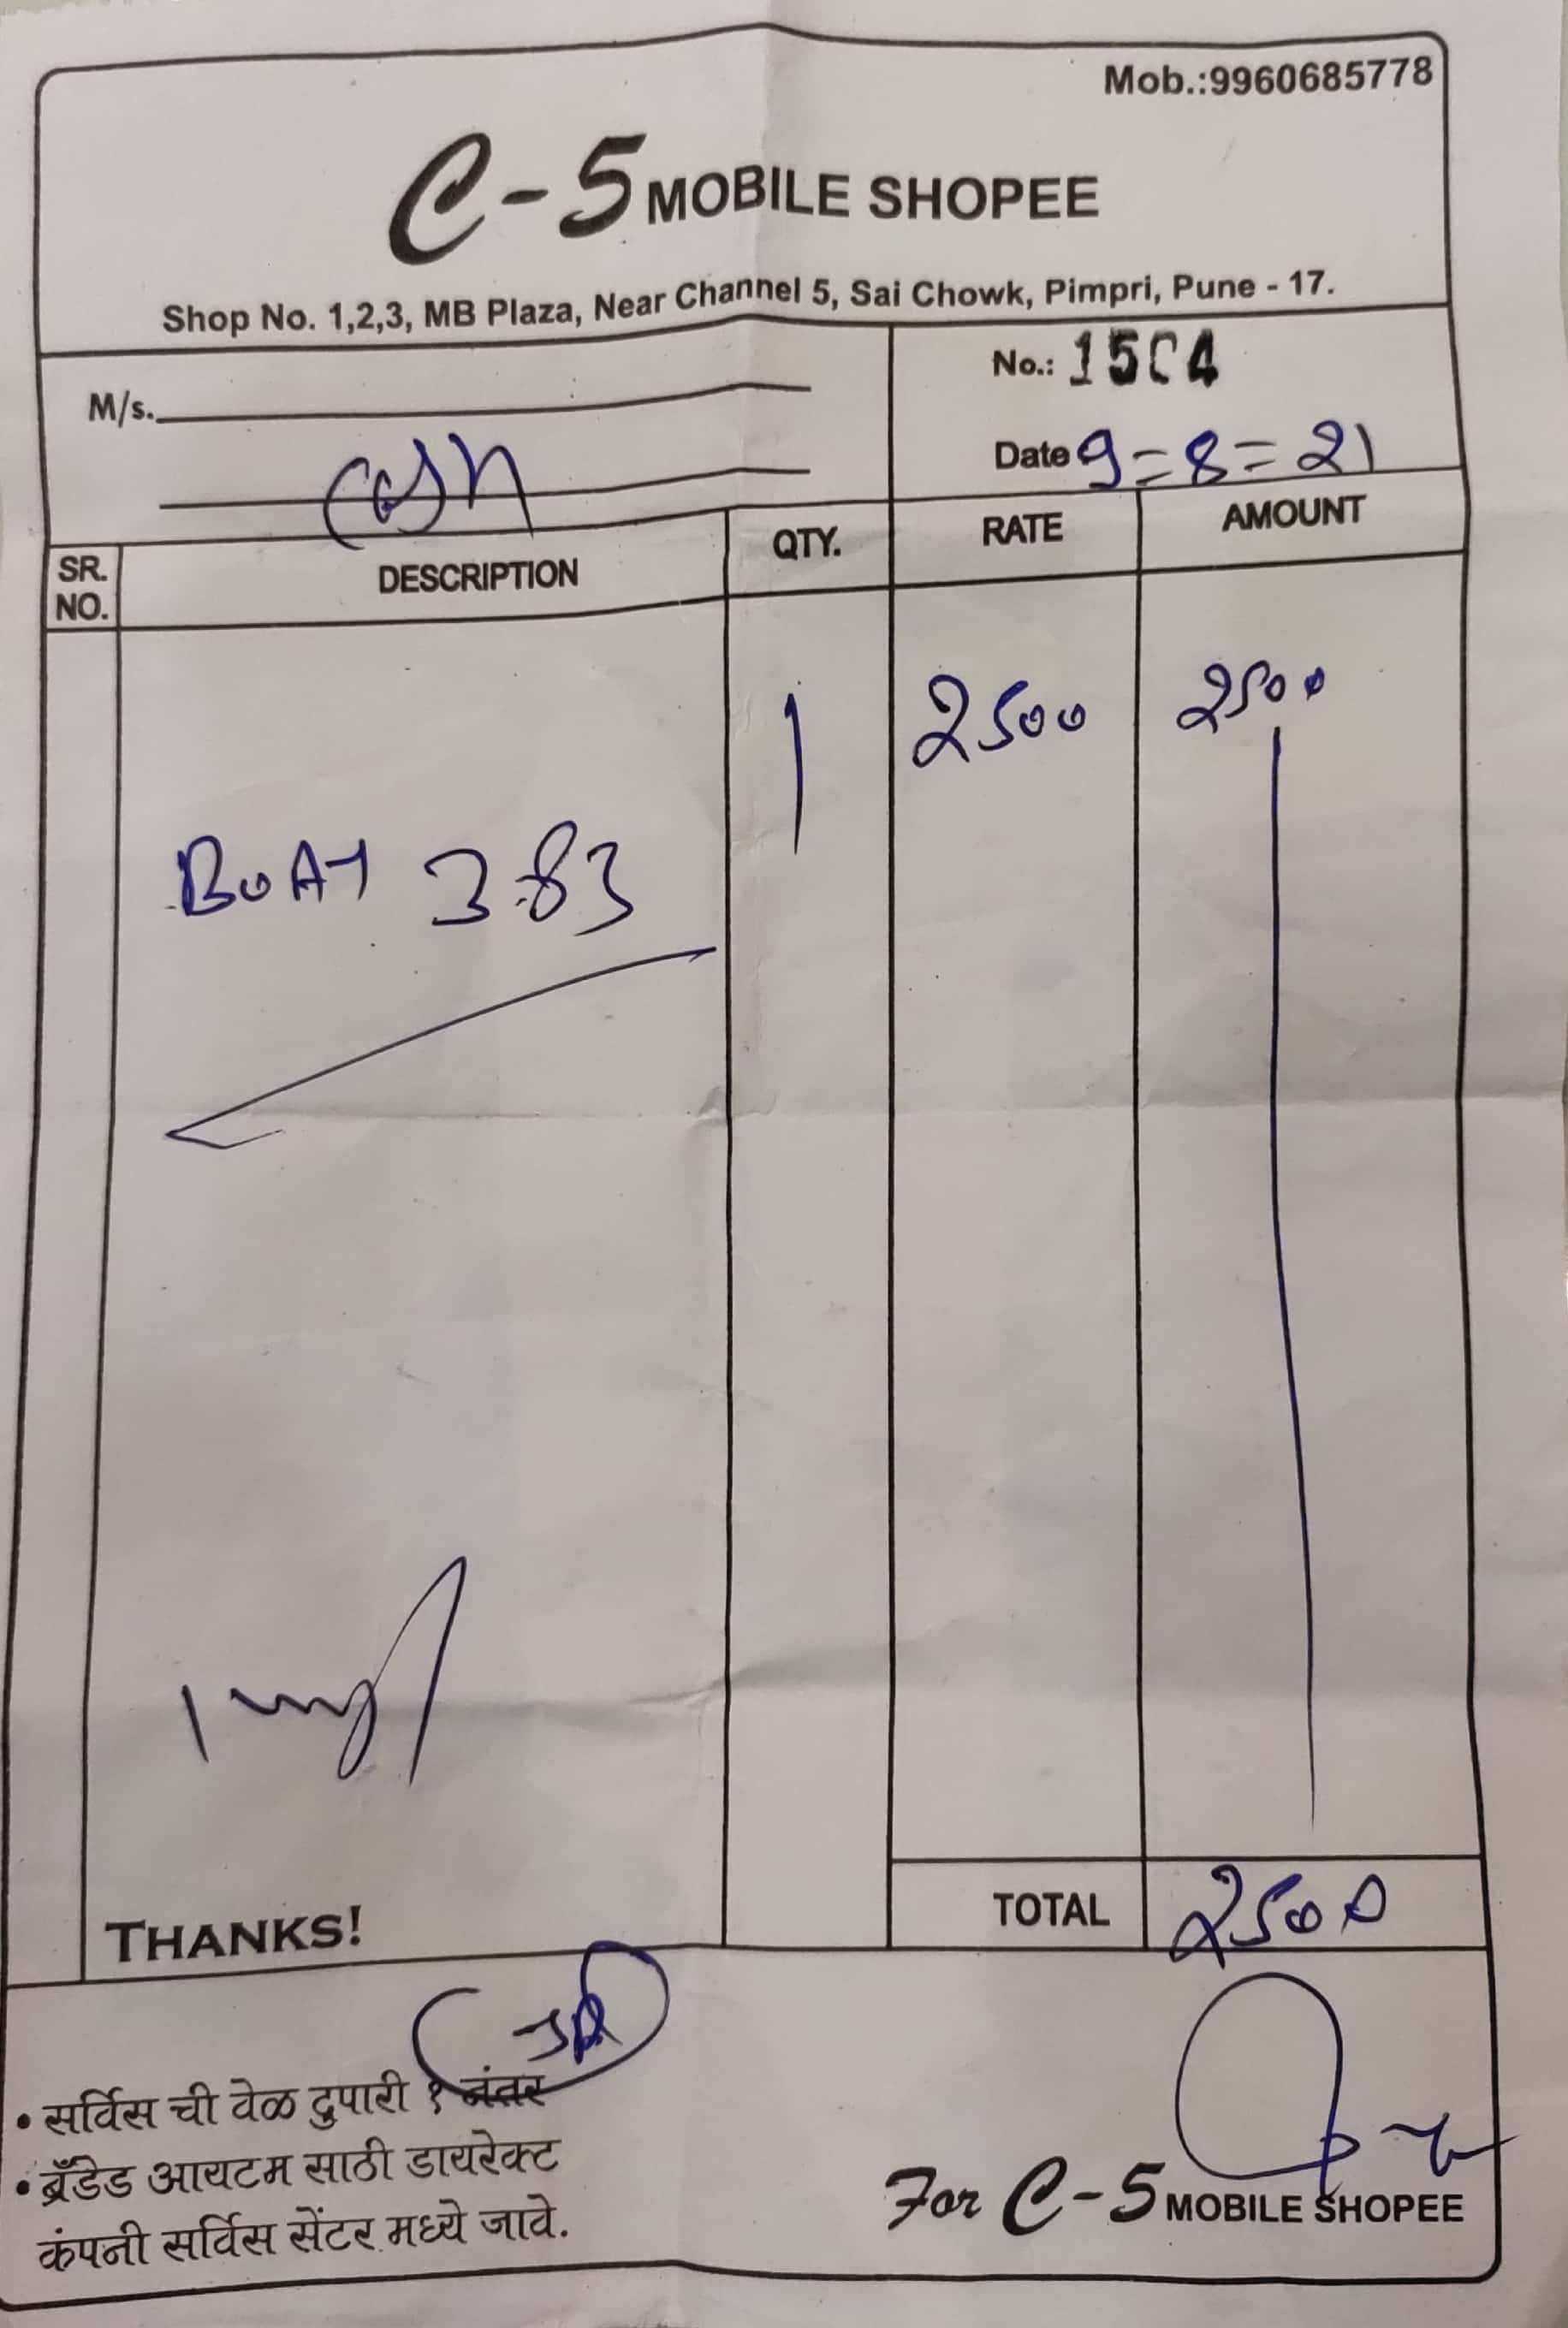 Mob.:9960685778
C-5 MOBILE SHOPEE
Shop No. 1,2,3, MB Plaza, Near Channel 5, Sai Chowk, Pimpri, Pune - 17.
M/s.
cash
No.: 1504
Date 9=8=21
SR. NO. DESCRIPTION QTY. RATE AMOUNT
BOAT 383 1 2500 2500
THANKS!
TOTAL 2500
• सर्विस ची वेळ दुपारी १ नंतर
• ब्रँडेड आयटम साठी डायरेक्ट
कंपनी सर्विस सेंटर मध्ये जावे.
For C-5 MOBILE SHOPEE